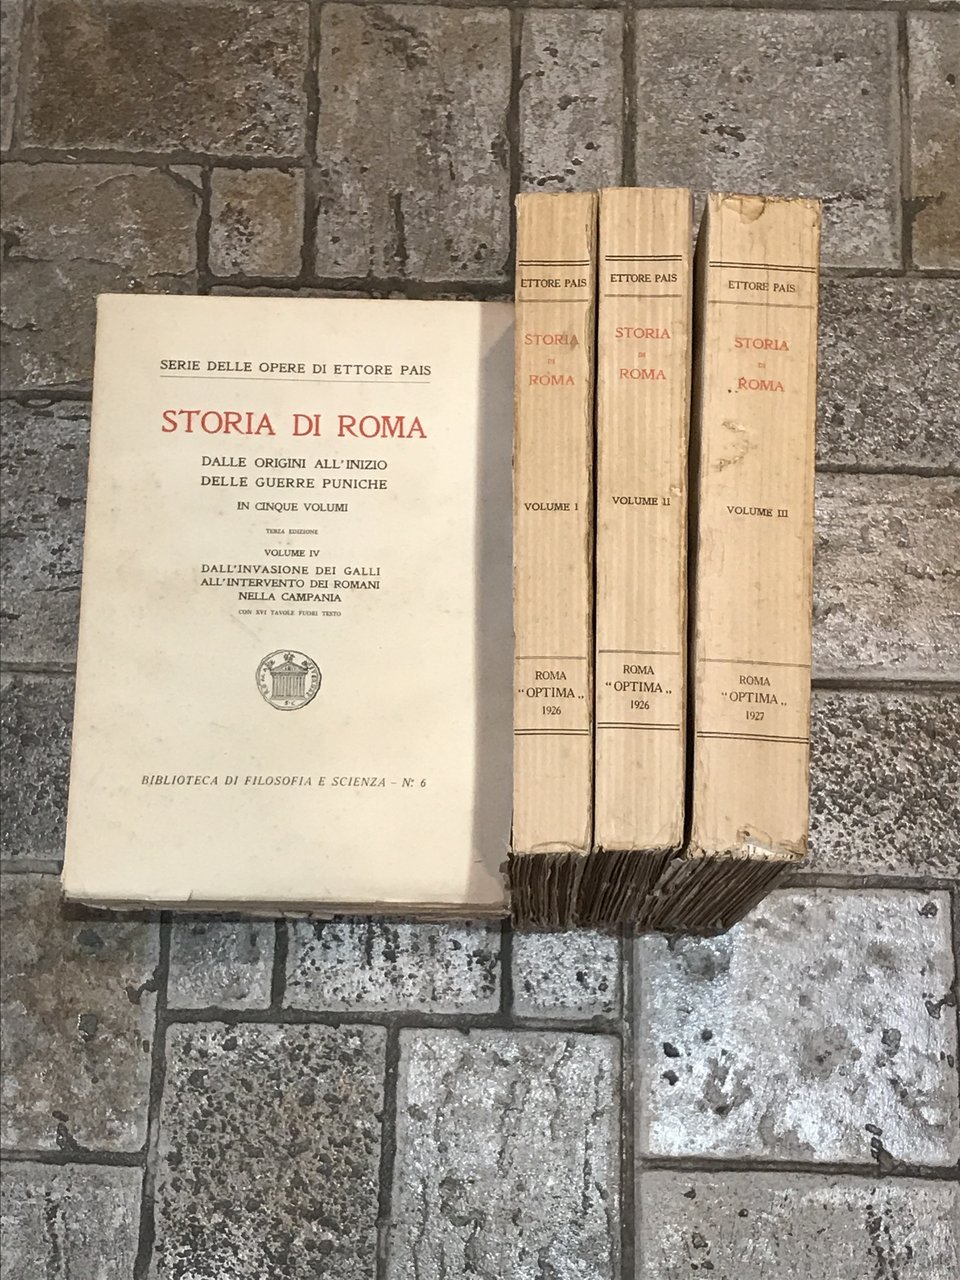 SERIE DELLE OPERE DI ETTORE PAIS
STORIA DI ROMA
DALLE ORIGINI ALL'INIZIO
DELLE GUERRE PUNICHE
IN CINQUE VOLUMI
TERZA EDIZIONE
VOLUME IV
DALL'INVASIONE DEI GALLI
ALL'INTERVENTO DEI ROMANI
NELLA CAMPANIA
CON XVI TAVOLE FUORI TESTO
BIBLIOTECA DI FILOSOFIA E SCIENZA – N.º 6
ETTORE PAIS
STORIA
DI
ROMA
VOLUME I
ROMA
“OPTIMA„
1926
ETTORE PAIS
STORIA
DI
ROMA
VOLUME II
ROMA
“OPTIMA„
1926
ETTORE PAIS
STORIA
DI
ROMA
VOLUME III
ROMA
“OPTIMA„
1927